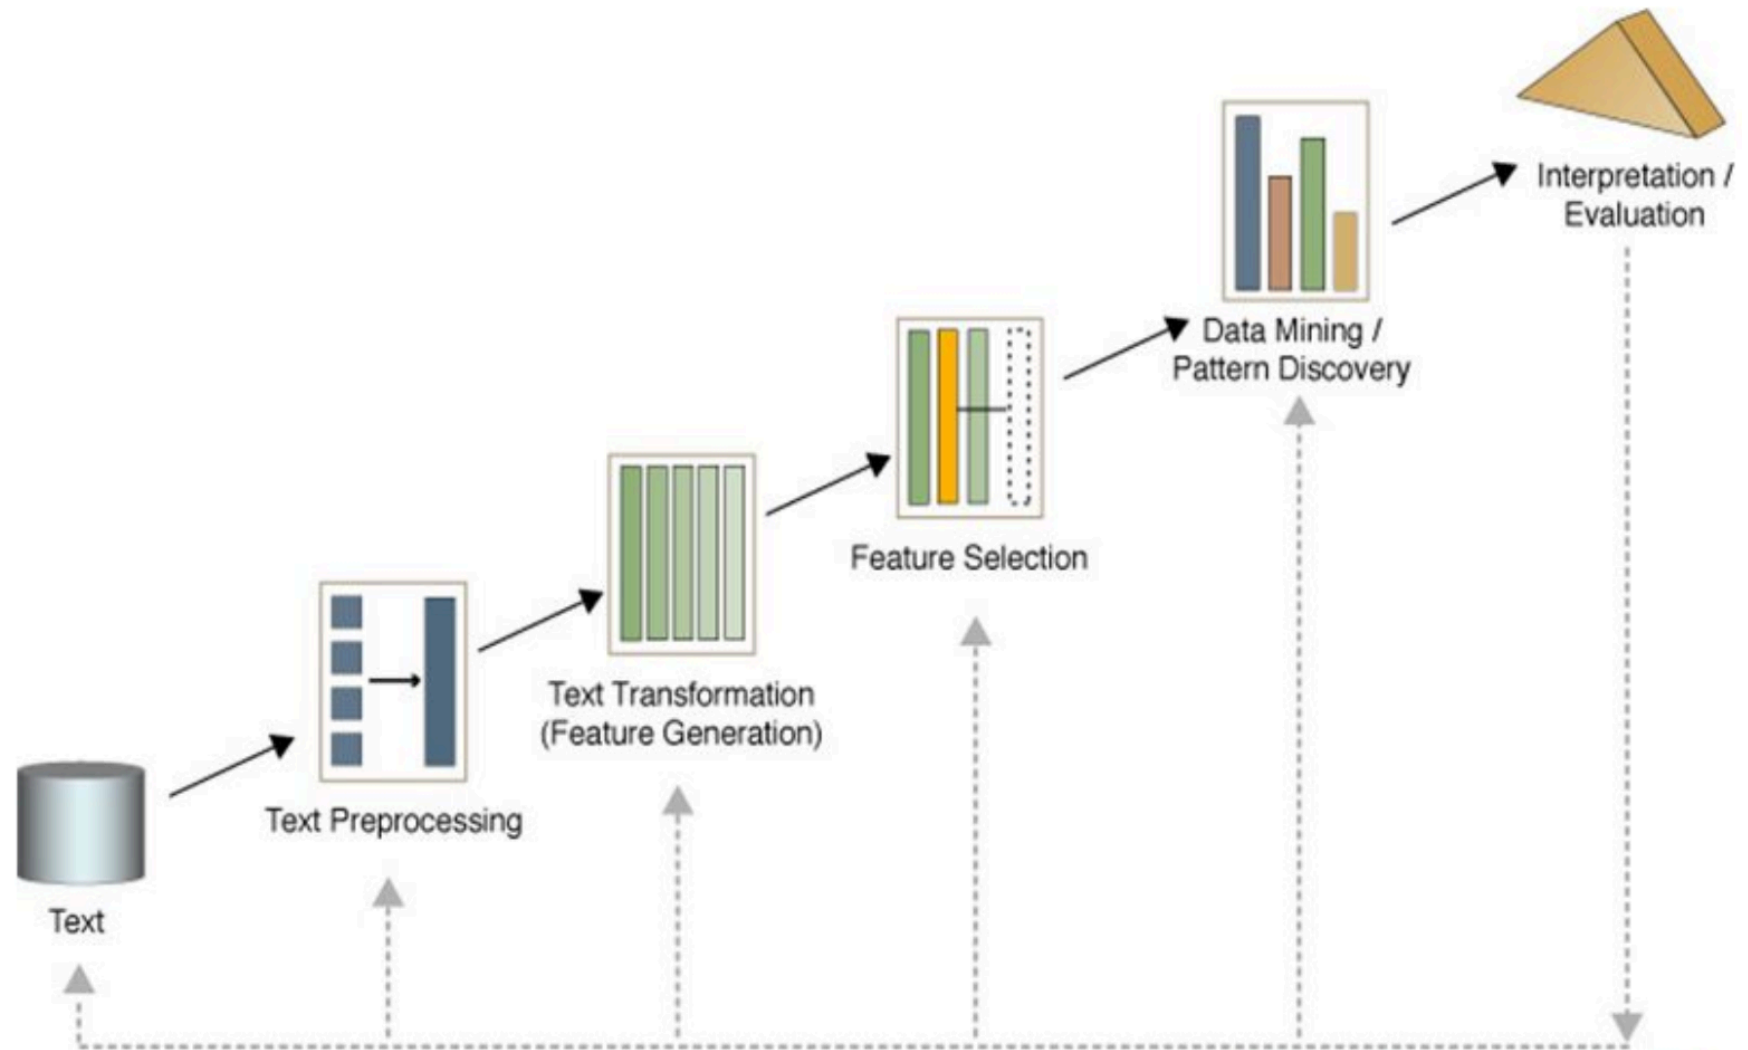 Text
Text Preprocessing
Text Transformation
(Feature Generation)
Feature Selection
Data Mining /
Pattern Discovery
Interpretation /
Evaluation